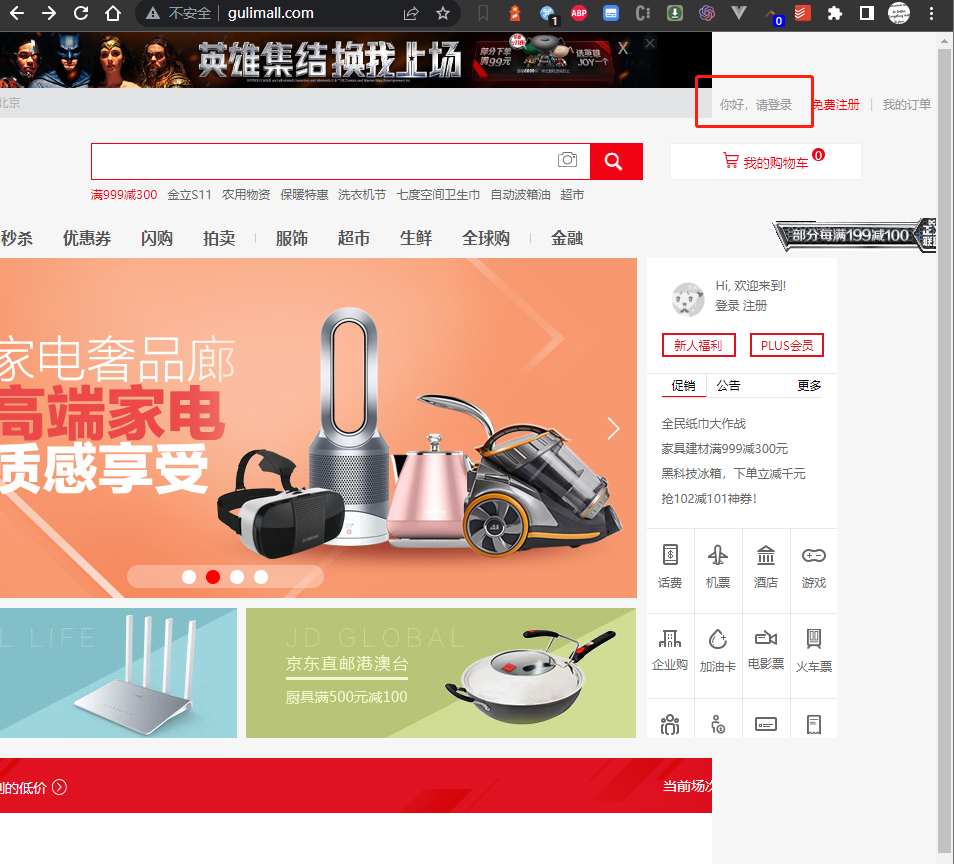 不安全 gulimall.com
ABP
1
0
英雄集结 换我上场
部分下单
满99元
送英雄
JOY一个
X
北京
你好，请登录
免费注册
我的订单
我的购物车 0
满999减300 金立S11 农用物资 保暖特惠 洗衣机节 七度空间卫生巾 自动波箱油 超市
秒杀 优惠券 闪购 拍卖 服饰 超市 生鲜 全球购 金融
部分每满199减100
Hi, 欢迎来到!
登录 注册
新人福利 PLUS会员
促销 公告 更多
全民纸巾大作战
家具建材满999减300元
黑科技冰箱，下单立减千元
抢102减101神券!
家电奢品廊
高端家电
质感享受
话费 机票 酒店 游戏
企业购 加油卡 电影票 火车票
L LIFE
JD GLOBAL
京东直邮港澳台
厨具满500元减100
的低价
当前场次